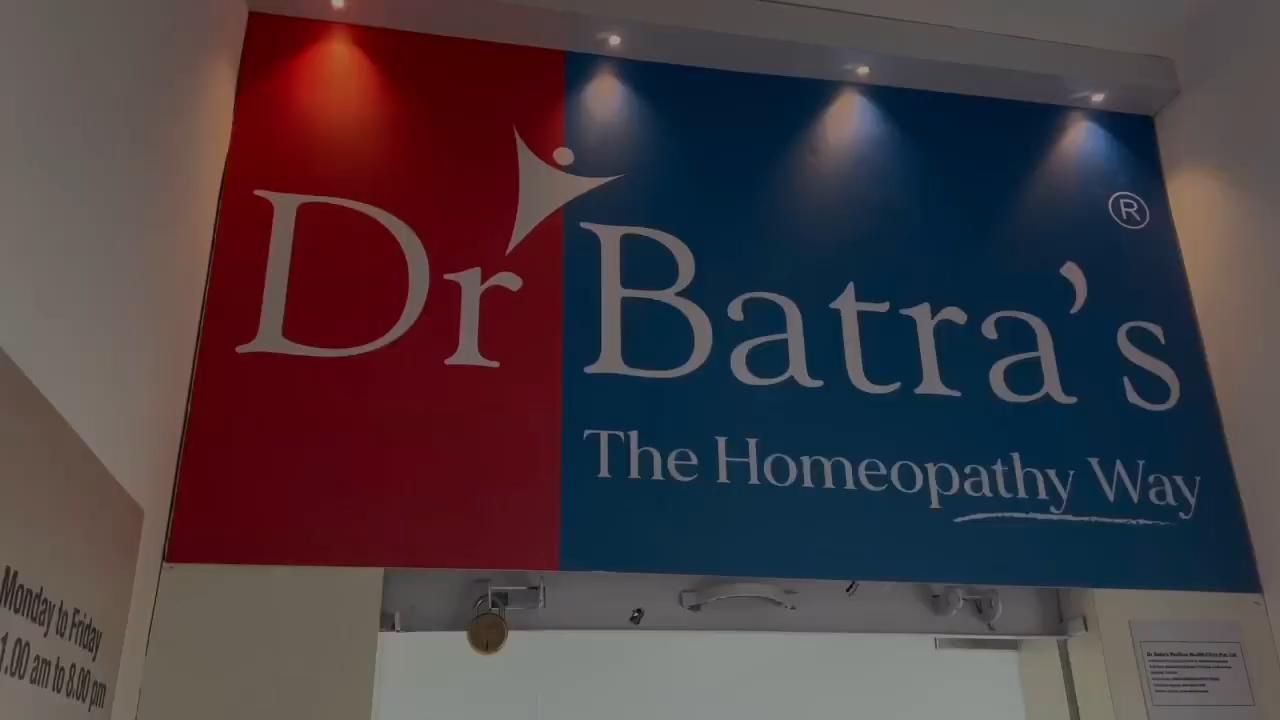 Dr Batra's ®
The Homeopathy Way
Monday to Friday
1.00 am to 8.00 pm